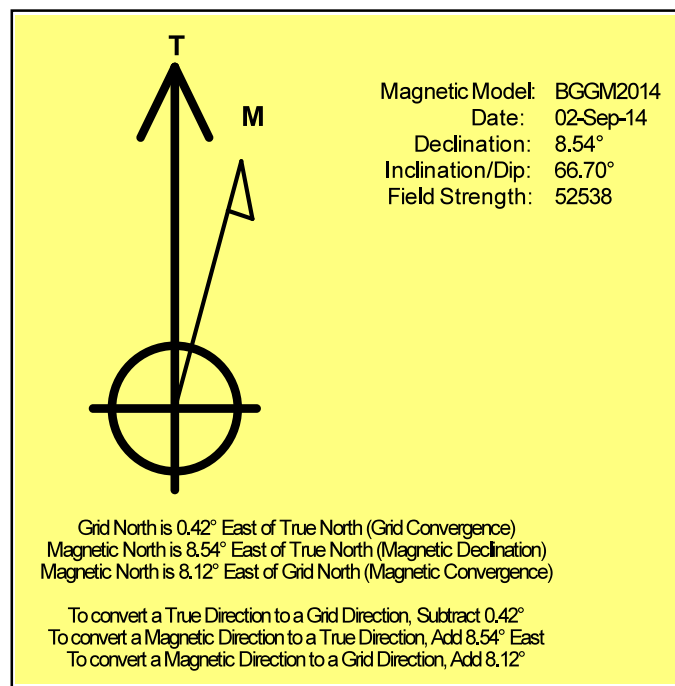 T
M
Magnetic Model: BGGM2014
Date: 02-Sep-14
Declination: 8.54°
Inclination/Dip: 66.70°
Field Strength: 52538
Grid North is 0.42° East of True North (Grid Convergence)
Magnetic North is 8.54° East of True North (Magnetic Declination)
Magnetic North is 8.12° East of Grid North (Magnetic Convergence)
To convert a True Direction to a Grid Direction, Subtract 0.42°
To convert a Magnetic Direction to a True Direction, Add 8.54° East
To convert a Magnetic Direction to a Grid Direction, Add 8.12°